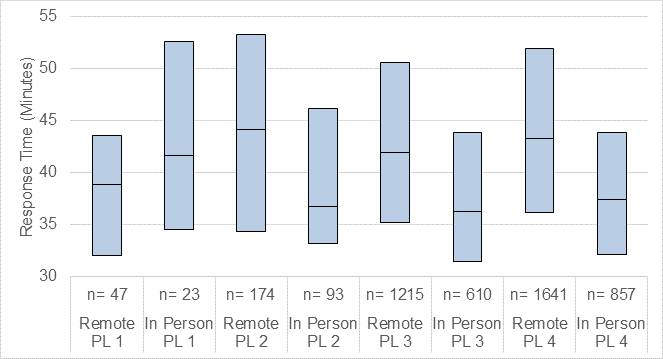 55
50
45
40
35
30
Response Time (Minutes)
n= 47 n= 23 n= 174 n= 93 n= 1215 n= 610 n= 1641 n= 857
Remote In Person Remote In Person Remote In Person Remote In Person
PL 1 PL 1 PL 2 PL 2 PL 3 PL 3 PL 4 PL 4